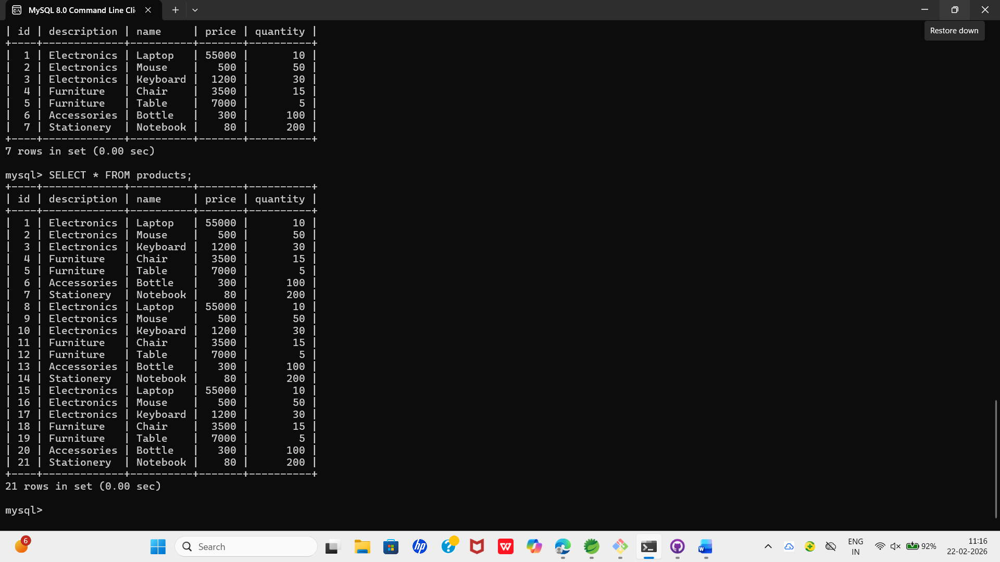 MySQL 8.0 Command Line Cli
Restore down
| id | description | name     | price | quantity |
+----+-------------+----------+-------+----------+
|  1 | Electronics | Laptop   | 55000 |       10 |
|  2 | Electronics | Mouse    |   500 |       50 |
|  3 | Electronics | Keyboard |  1200 |       30 |
|  4 | Furniture   | Chair    |  3500 |       15 |
|  5 | Furniture   | Table    |  7000 |        5 |
|  6 | Accessories | Bottle   |   300 |      100 |
|  7 | Stationery  | Notebook |    80 |      200 |
+----+-------------+----------+-------+----------+
7 rows in set (0.00 sec)
mysql> SELECT * FROM products;
+----+-------------+----------+-------+----------+
| id | description | name     | price | quantity |
+----+-------------+----------+-------+----------+
|  1 | Electronics | Laptop   | 55000 |       10 |
|  2 | Electronics | Mouse    |   500 |       50 |
|  3 | Electronics | Keyboard |  1200 |       30 |
|  4 | Furniture   | Chair    |  3500 |       15 |
|  5 | Furniture   | Table    |  7000 |        5 |
|  6 | Accessories | Bottle   |   300 |      100 |
|  7 | Stationery  | Notebook |    80 |      200 |
|  8 | Electronics | Laptop   | 55000 |       10 |
|  9 | Electronics | Mouse    |   500 |       50 |
| 10 | Electronics | Keyboard |  1200 |       30 |
| 11 | Furniture   | Chair    |  3500 |       15 |
| 12 | Furniture   | Table    |  7000 |        5 |
| 13 | Accessories | Bottle   |   300 |      100 |
| 14 | Stationery  | Notebook |    80 |      200 |
| 15 | Electronics | Laptop   | 55000 |       10 |
| 16 | Electronics | Mouse    |   500 |       50 |
| 17 | Electronics | Keyboard |  1200 |       30 |
| 18 | Furniture   | Chair    |  3500 |       15 |
| 19 | Furniture   | Table    |  7000 |        5 |
| 20 | Accessories | Bottle   |   300 |      100 |
| 21 | Stationery  | Notebook |    80 |      200 |
+----+-------------+----------+-------+----------+
21 rows in set (0.00 sec)
mysql>
6
Search
hp
W
W
ENG
IN
92%
11:16
22-02-2026